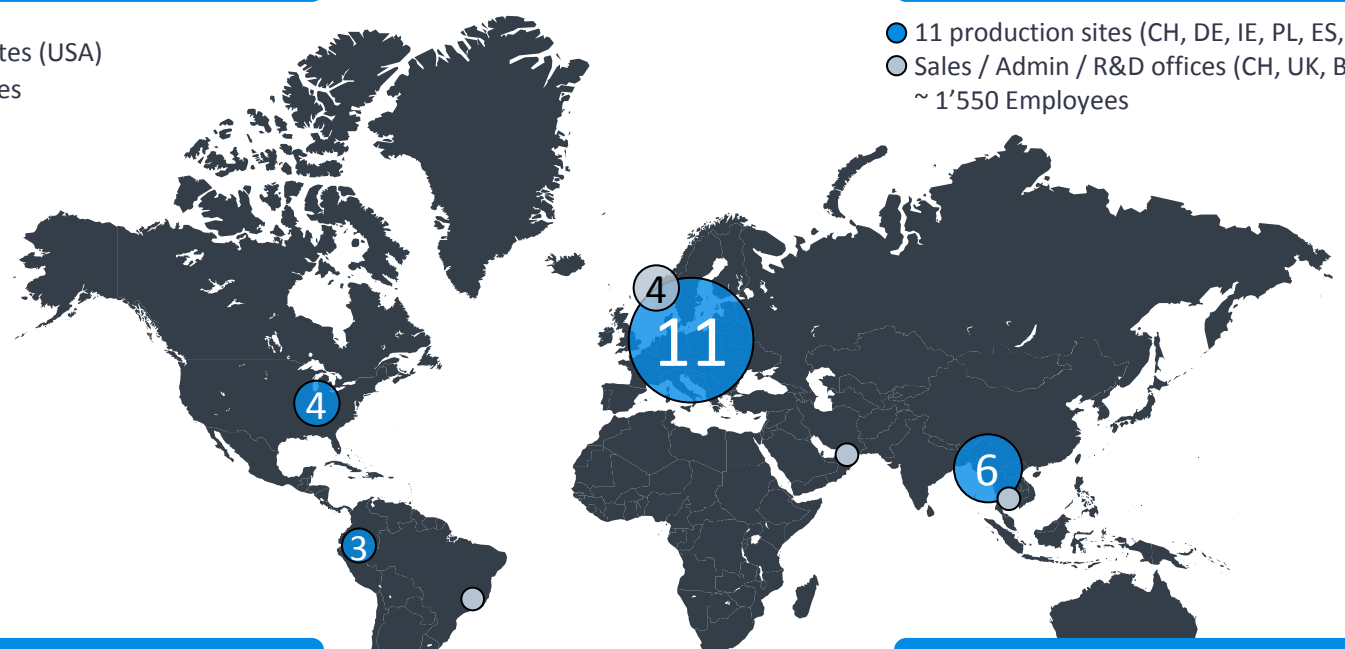 tes (USA)
es
11 production sites (CH, DE, IE, PL, ES,
Sales / Admin / R&D offices (CH, UK, B
~ 1’550 Employees
4
11
4
6
3